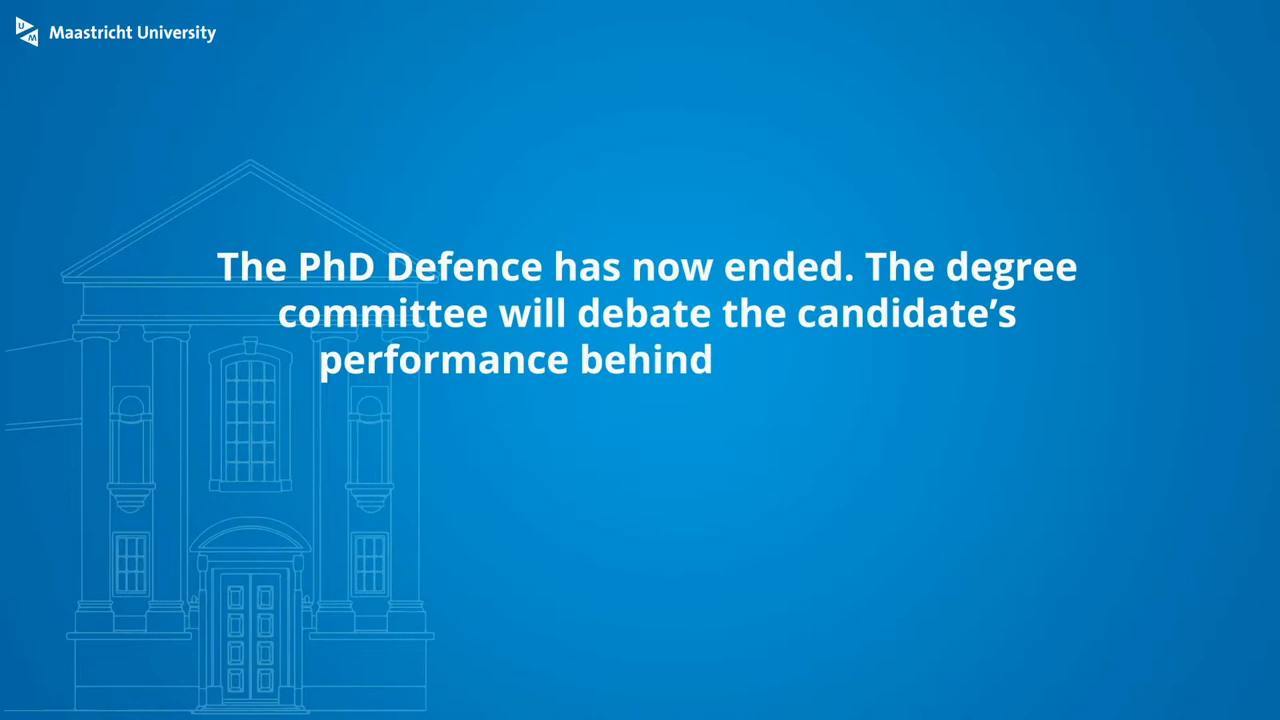 U
M
Maastricht University
The PhD Defence has now ended. The degree
committee will debate the candidate’s
performance behind